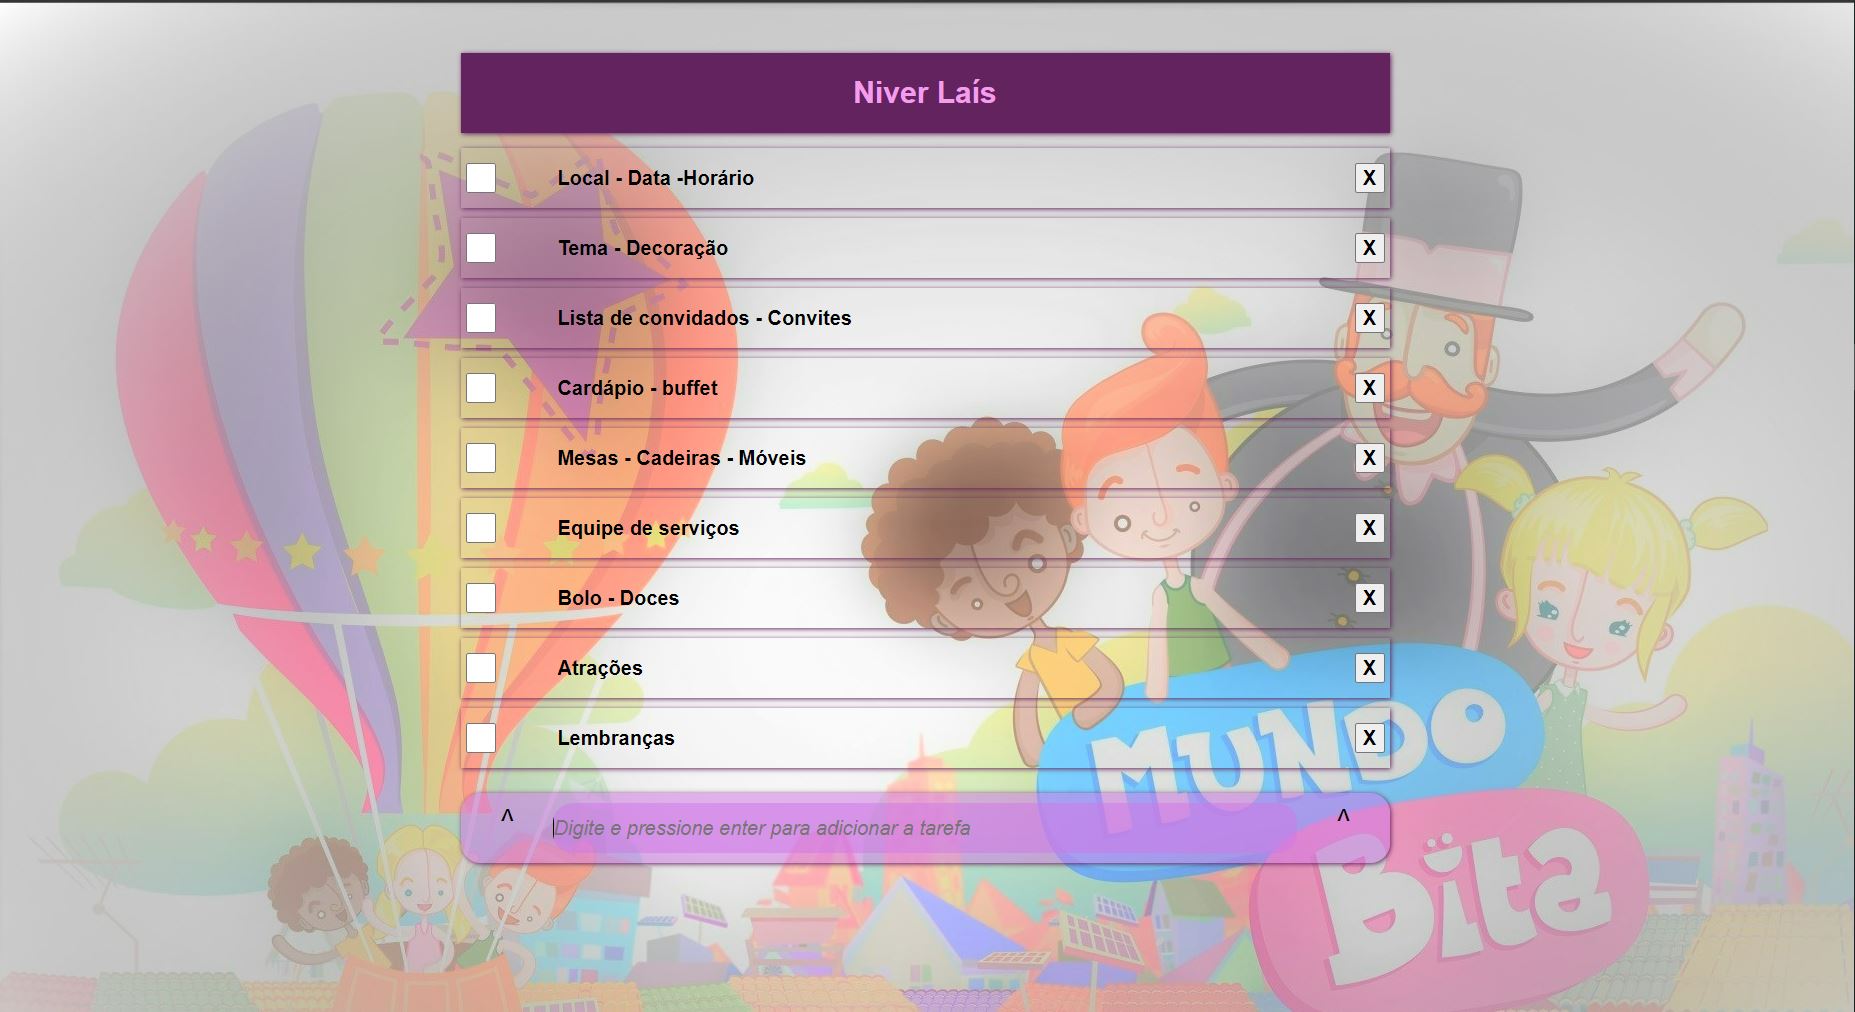 Niver Laís
Local - Data -Horário X
Tema - Decoração X
Lista de convidados - Convites X
Cardápio - buffet X
Mesas - Cadeiras - Móveis X
Equipe de serviços X
Bolo - Doces X
Atrações X
Lembranças X
^ Digite e pressione enter para adicionar a tarefa ^
MUNDO
Bita